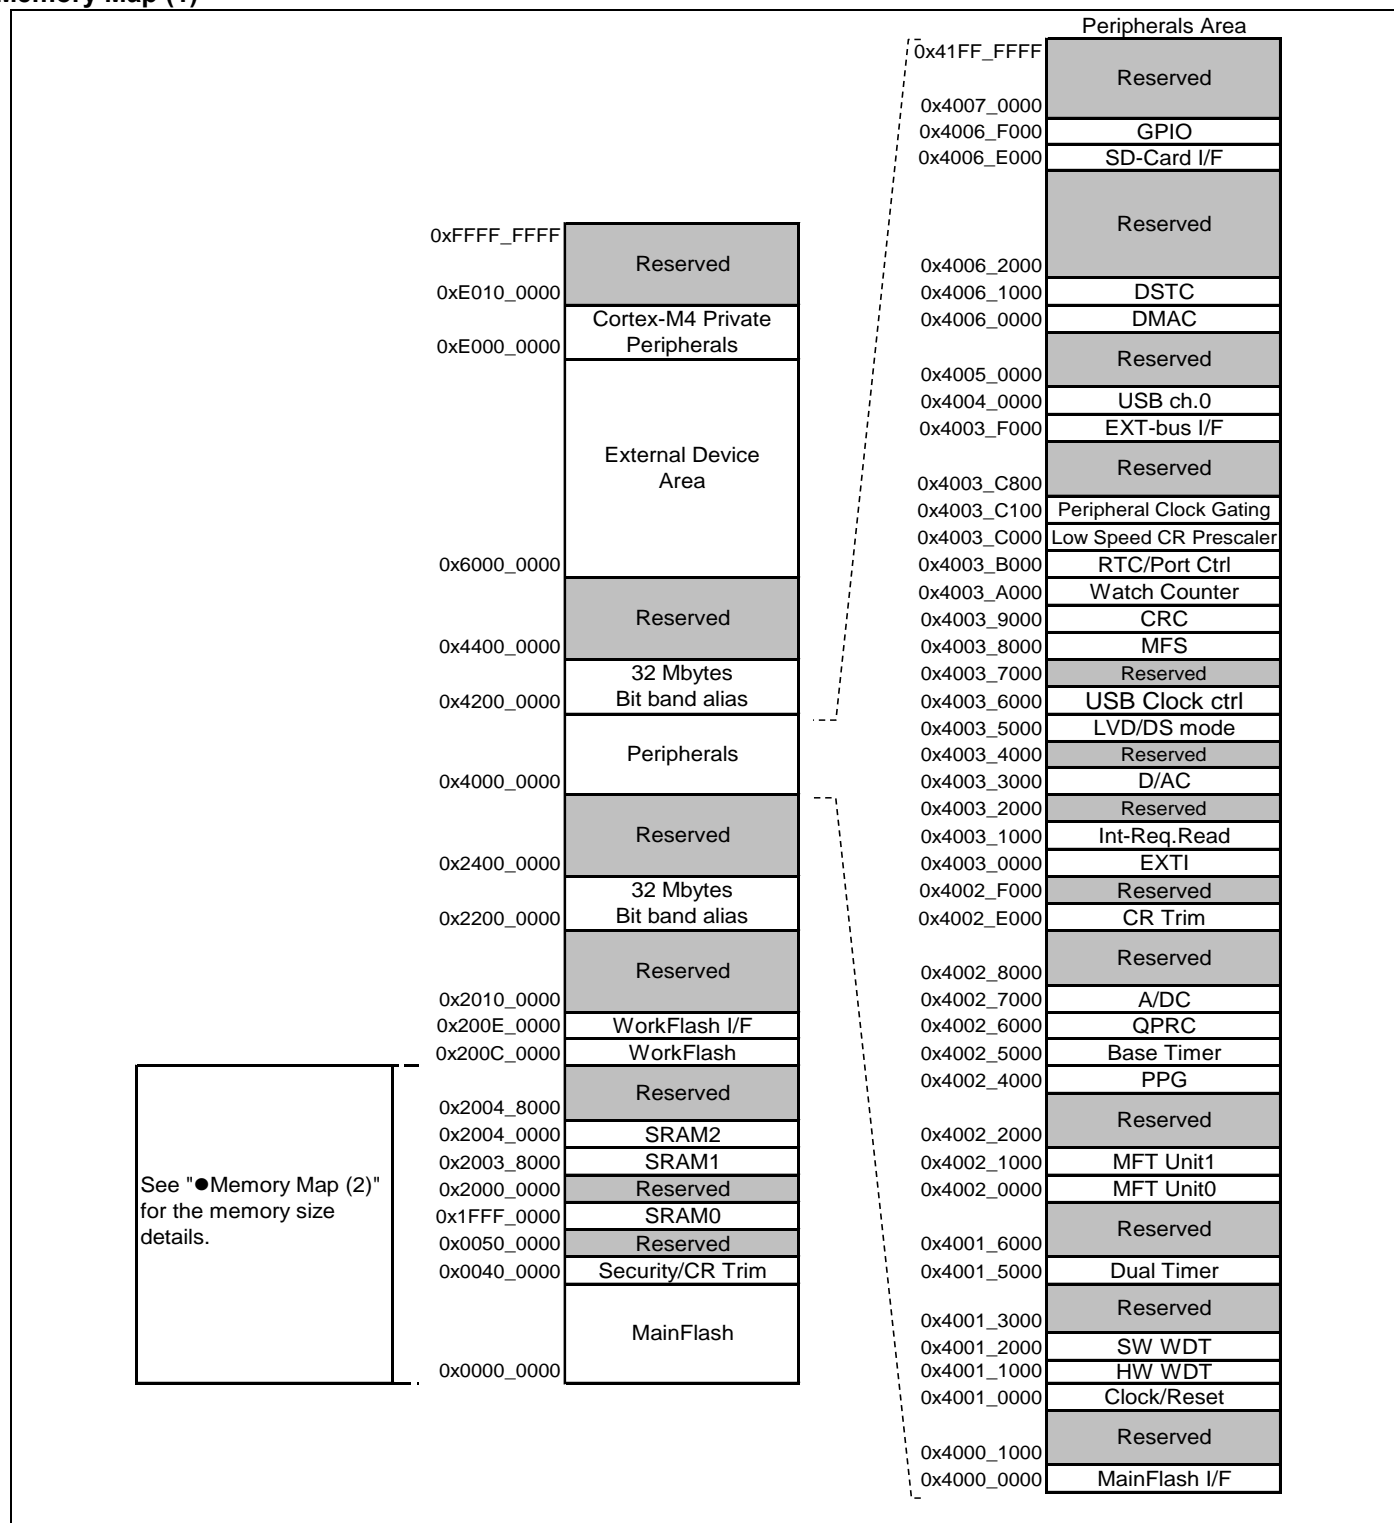 Memory Map (1)
Peripherals Area
0x41FF_FFFF
Reserved
0x4007_0000
0x4006_F000 GPIO
0x4006_E000 SD-Card I/F
Reserved
0x4006_2000
0x4006_1000 DSTC
0x4006_0000 DMAC
Reserved
0x4005_0000
0x4004_0000 USB ch.0
0x4003_F000 EXT-bus I/F
Reserved
0x4003_C800
0x4003_C100 Peripheral Clock Gating
0x4003_C000 Low Speed CR Prescaler
0x4003_B000 RTC/Port Ctrl
0x4003_A000 Watch Counter
0x4003_9000 CRC
0x4003_8000 MFS
0x4003_7000 Reserved
0x4003_6000 USB Clock ctrl
0x4003_5000 LVD/DS mode
0x4003_4000 Reserved
0x4003_3000 D/AC
0x4003_2000 Reserved
0x4003_1000 Int-Req.Read
0x4003_0000 EXTI
0x4002_F000 Reserved
0x4002_E000 CR Trim
Reserved
0x4002_8000
0x4002_7000 A/DC
0x4002_6000 QPRC
0x4002_5000 Base Timer
0x4002_4000 PPG
Reserved
0x4002_2000
0x4002_1000 MFT Unit1
0x4002_0000 MFT Unit0
Reserved
0x4001_6000
0x4001_5000 Dual Timer
Reserved
0x4001_3000
0x4001_2000 SW WDT
0x4001_1000 HW WDT
0x4001_0000 Clock/Reset
Reserved
0x4000_1000
0x4000_0000 MainFlash I/F
0xFFFF_FFFF
Reserved
0xE010_0000
Cortex-M4 Private
0xE000_0000 Peripherals
External Device
Area
0x6000_0000
Reserved
0x4400_0000
32 Mbytes
0x4200_0000 Bit band alias
Peripherals
0x4000_0000
Reserved
0x2400_0000
32 Mbytes
0x2200_0000 Bit band alias
Reserved
0x2010_0000
0x200E_0000 WorkFlash I/F
0x200C_0000 WorkFlash
Reserved
0x2004_8000
0x2004_0000 SRAM2
0x2003_8000 SRAM1
0x2000_0000 Reserved
0x1FFF_0000 SRAM0
0x0050_0000 Reserved
0x0040_0000 Security/CR Trim
MainFlash
0x0000_0000
See "●Memory Map (2)"
for the memory size
details.